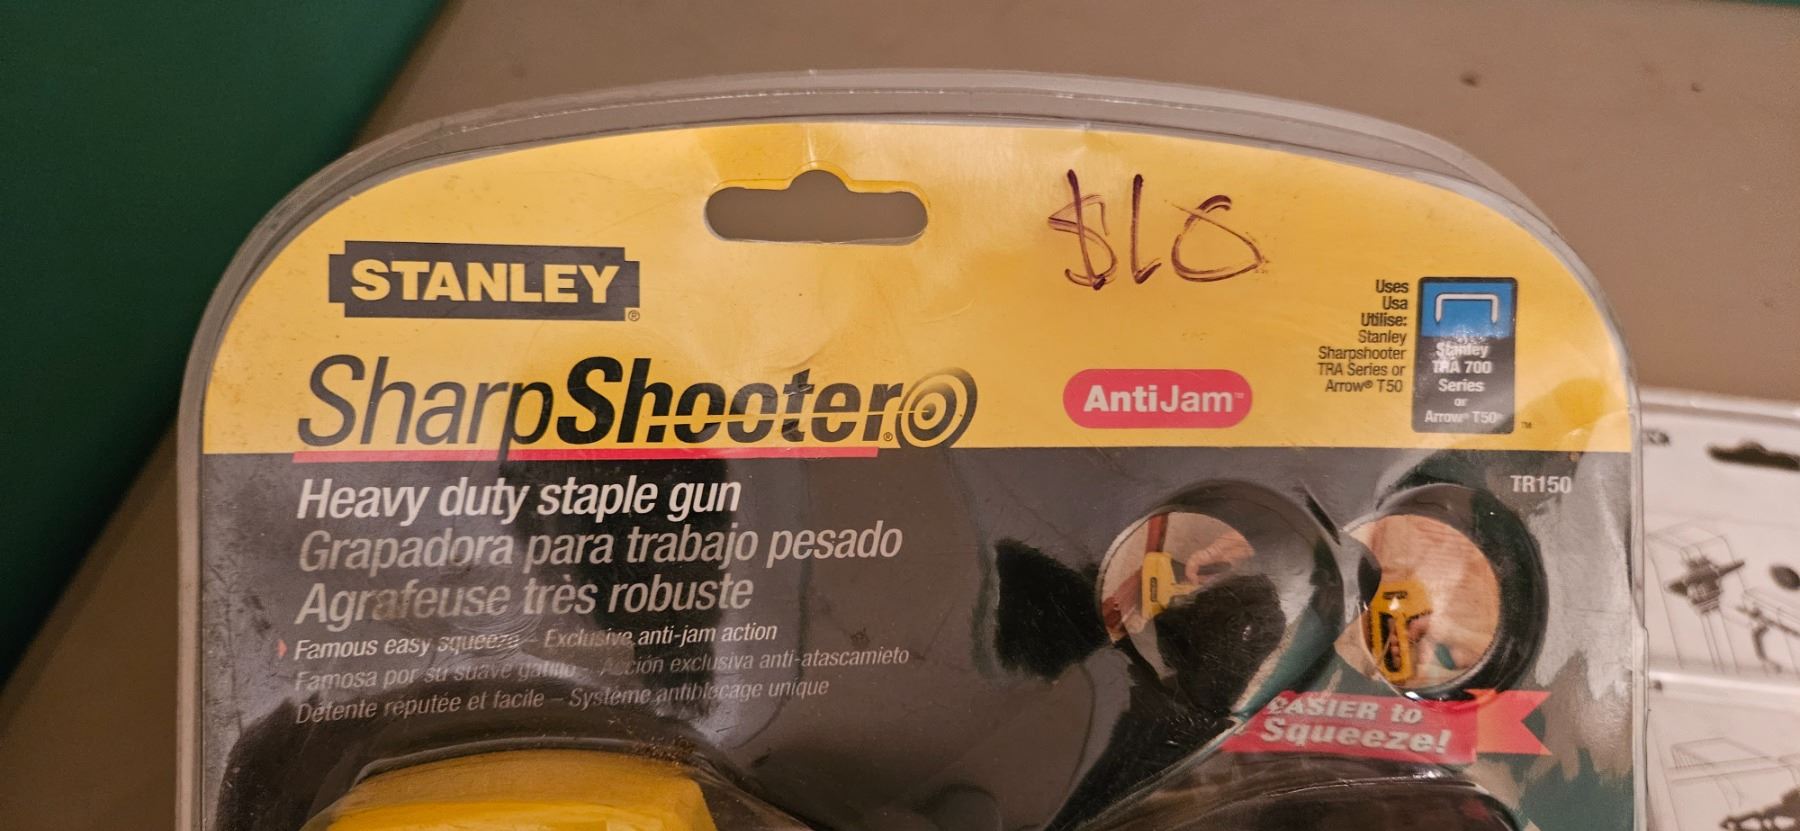 $10
STANLEY®
SharpShooter®
AntiJam™
Uses
Usa
Utilise:
Stanley
Sharpshooter
TRA Series or
Arrow® T50
Stanley
TRA 700
Series
or
Arrow® T50®
™
TR150
Heavy duty staple gun
Grapadora para trabajo pesado
Agrafeuse très robuste
Famous easy squeeze – Exclusive anti-jam action
Famosa por su suave gatillo – Acción exclusiva anti-atascamieto
Détente réputée et facile – Système antiblocage unique
EASIER to
Squeeze!